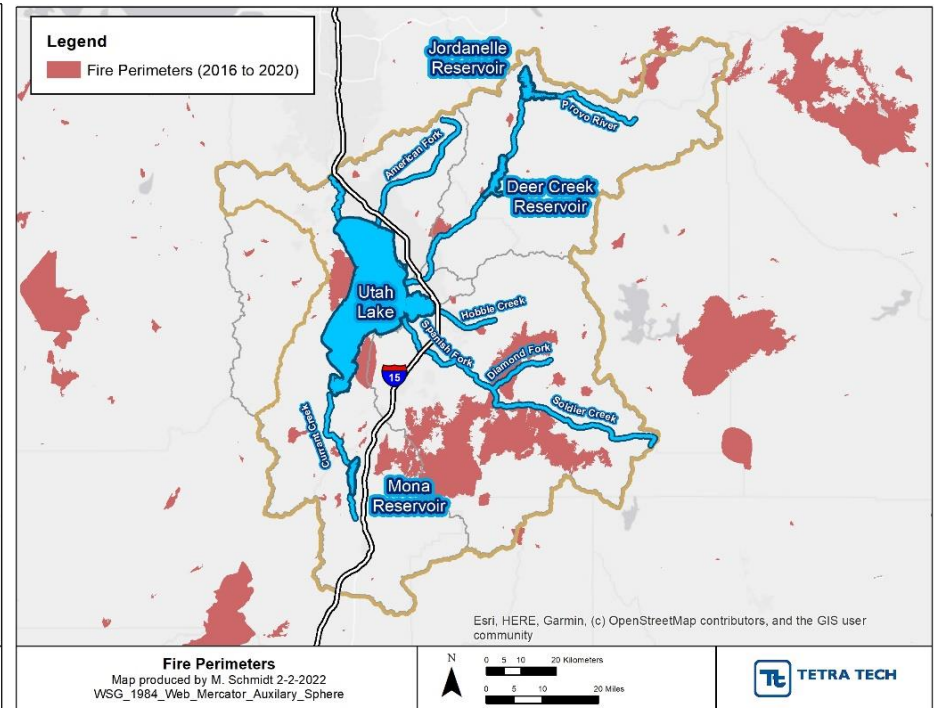 Legend
Fire Perimeters (2016 to 2020)
Jordanelle
Reservoir
Provo River
American Fork
Deer Creek
Reservoir
Utah
Lake
Hobble Creek
Spanish Fork
Diamond Fork
15
Soldier Creek
Currant Creek
Mona
Reservoir
Esri, HERE, Garmin, (c) OpenStreetMap contributors, and the GIS user
community
Fire Perimeters
Map produced by M. Schmidt 2-2-2022
WSG_1984_Web_Mercator_Auxilary_Sphere
N
0 5 10 20 Kilometers
0 5 10 20 Miles
Tt TETRA TECH